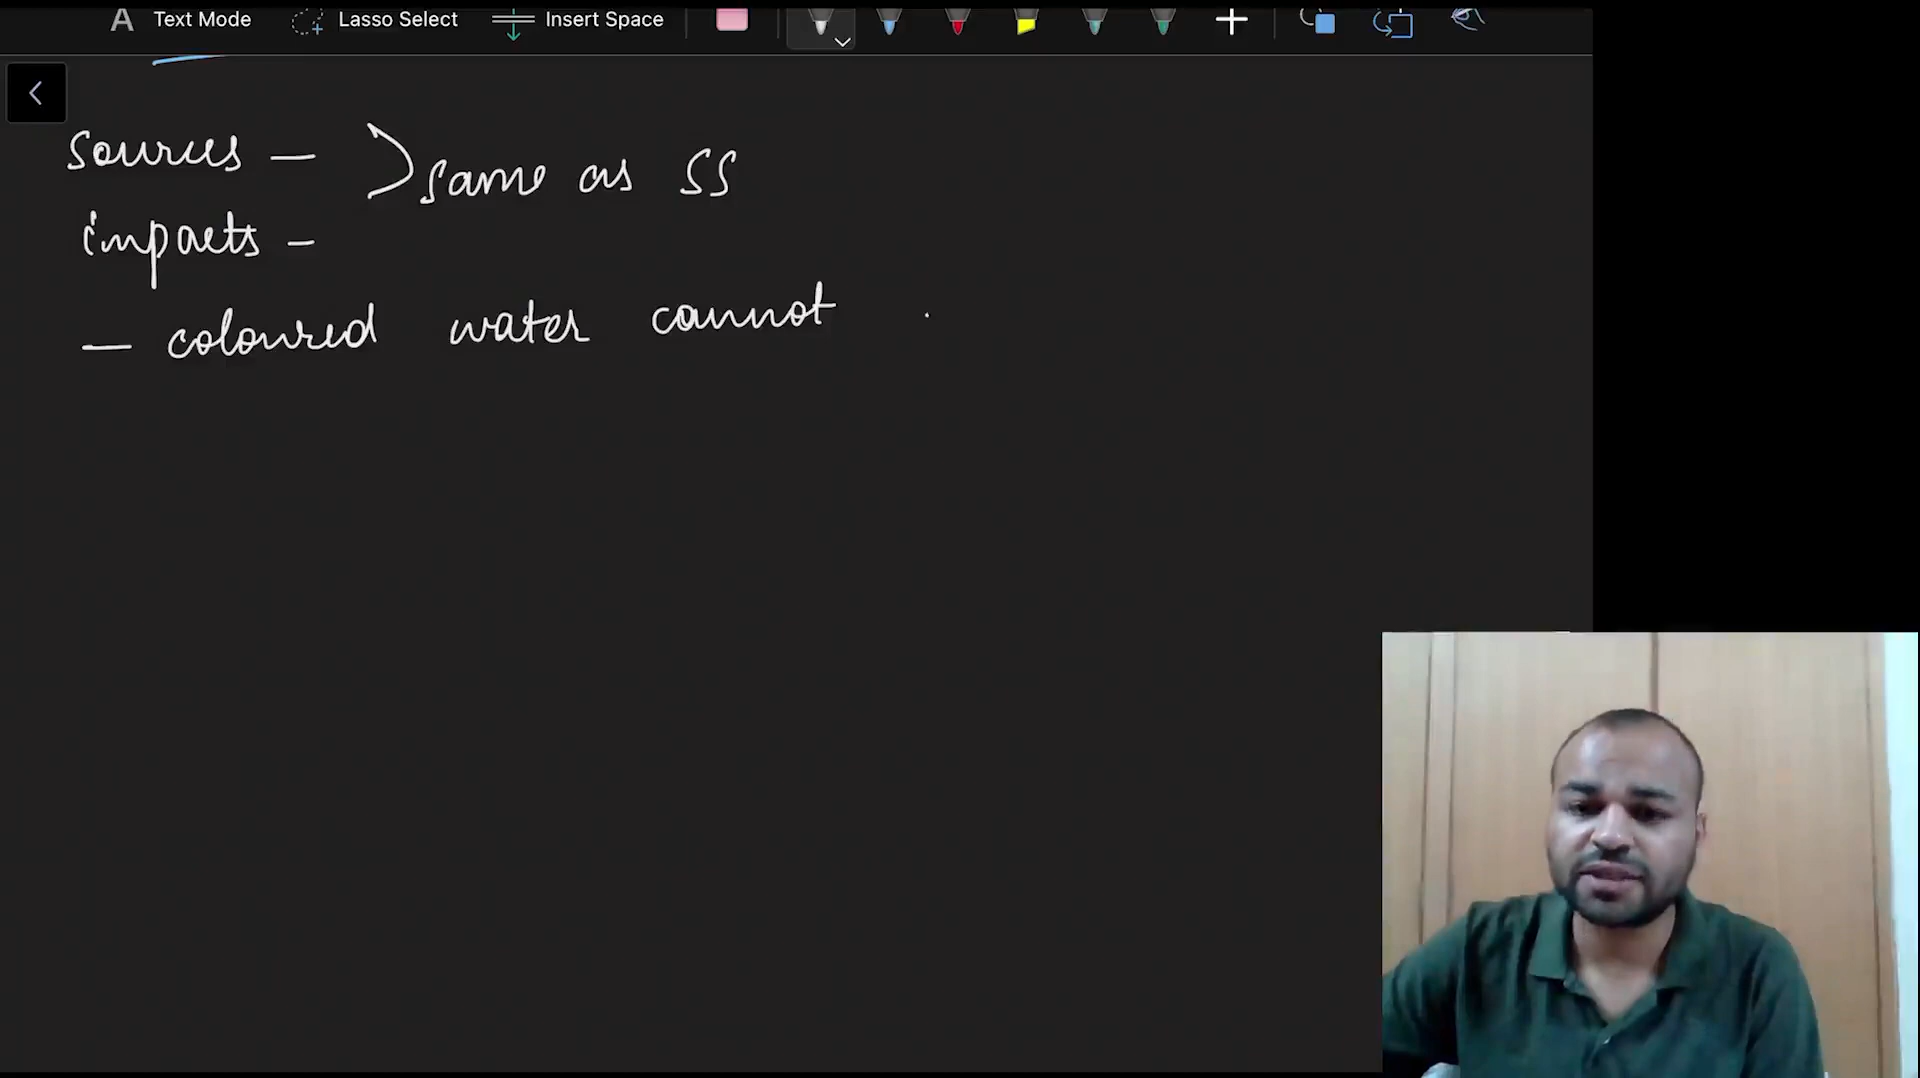 Text Mode Lasso Select Insert Space
sources — > same as SS
impacts -
— coloured water cannot